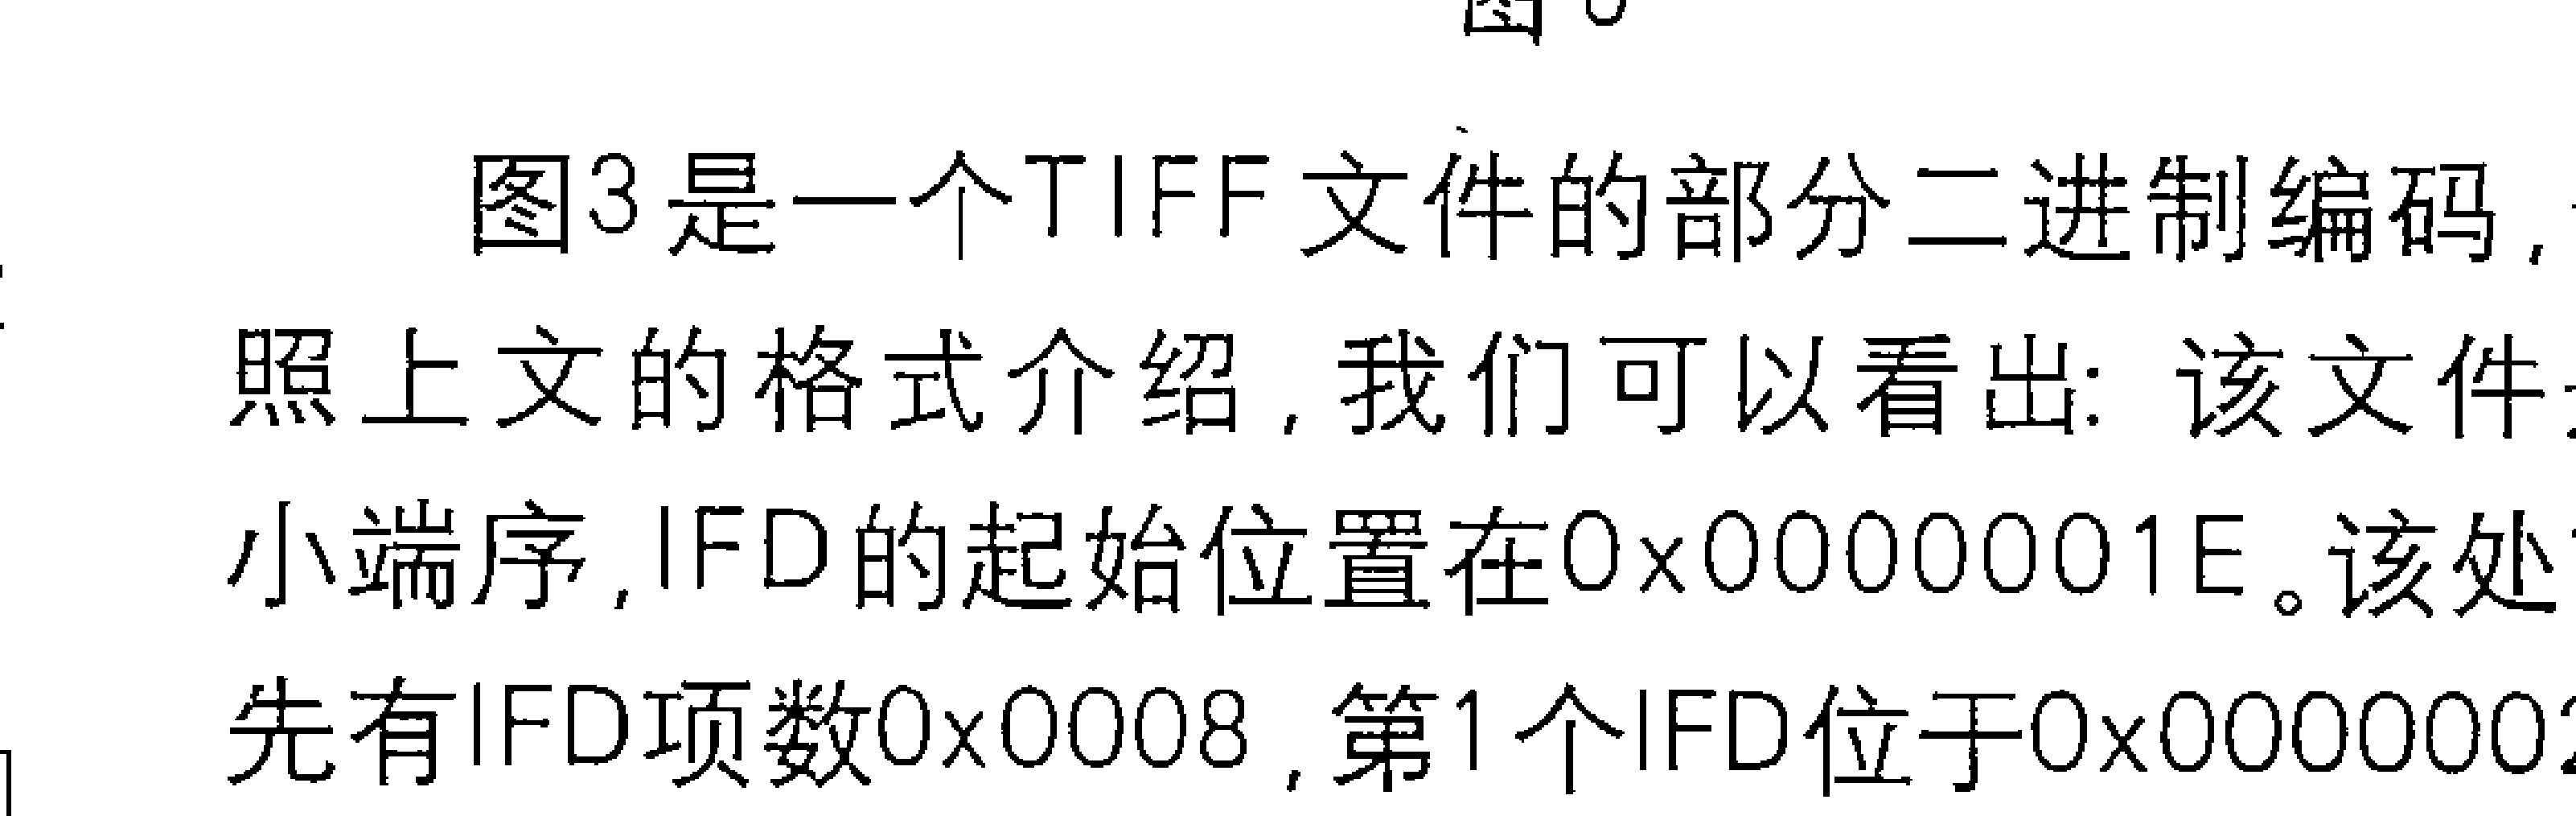 图
图3是一个TIFF文件的部分二进制编码,
照上文的格式介绍,我们可以看出: 该文件
小端序,IFD的起始位置在0x0000001E。该处
先有IFD项数0x0008,第1个IFD位于0x0000002